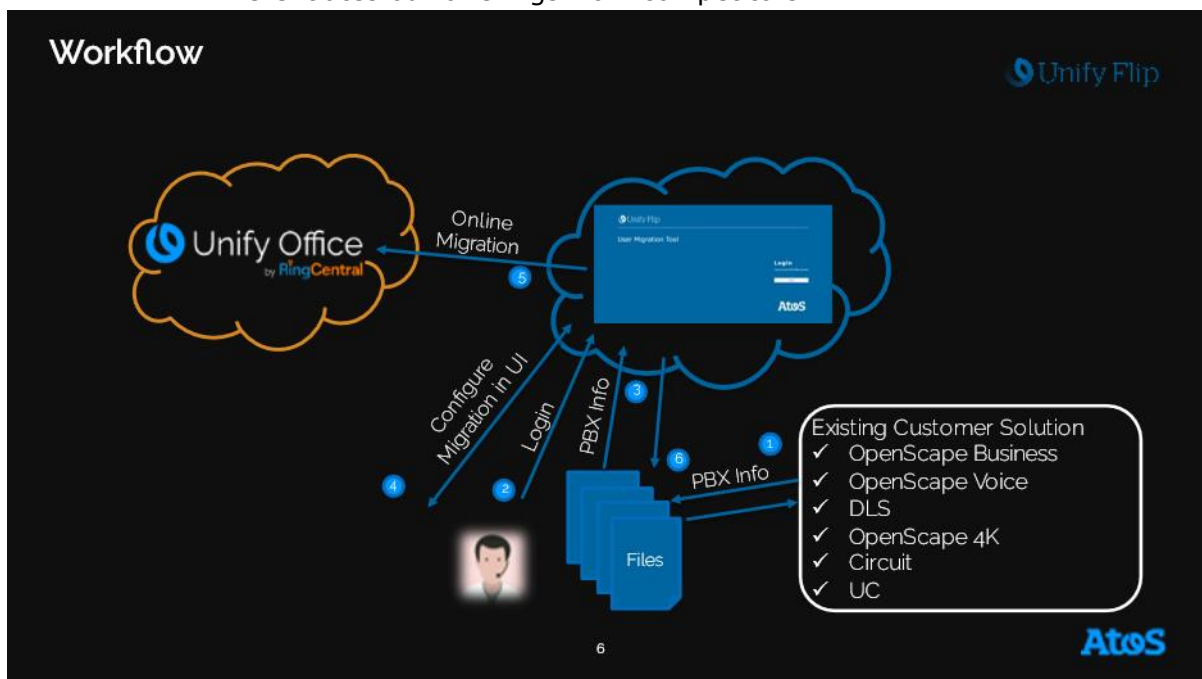 Workflow
Unify Flip
Unify Office
by RingCentral
Online
Migration
5
Unify Flip
User Migration Tool
Login
Atos
Configure
Migration in UI
4
Login
2
PBX Info
3
6
PBX Info
1
Files
Existing Customer Solution
✓ OpenScape Business
✓ OpenScape Voice
✓ DLS
✓ OpenScape 4K
✓ Circuit
✓ UC
6
Atos